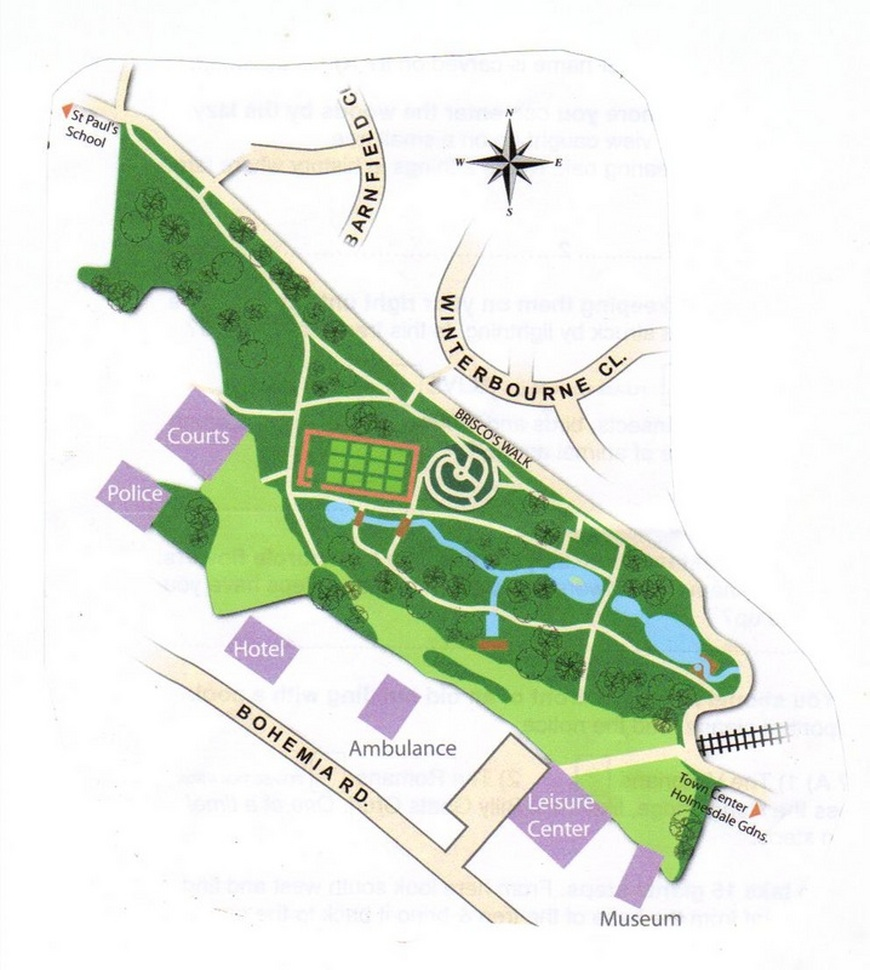 St Paul's
School
BARNFIELD Cl.
N
W
E
S
WINTERBOURNE CL.
BRISCO'S WALK
Courts
Police
Hotel
Ambulance
BOHEMIA RD.
Leisure
Center
Town Center
Holmesdale Gdns.
Museum